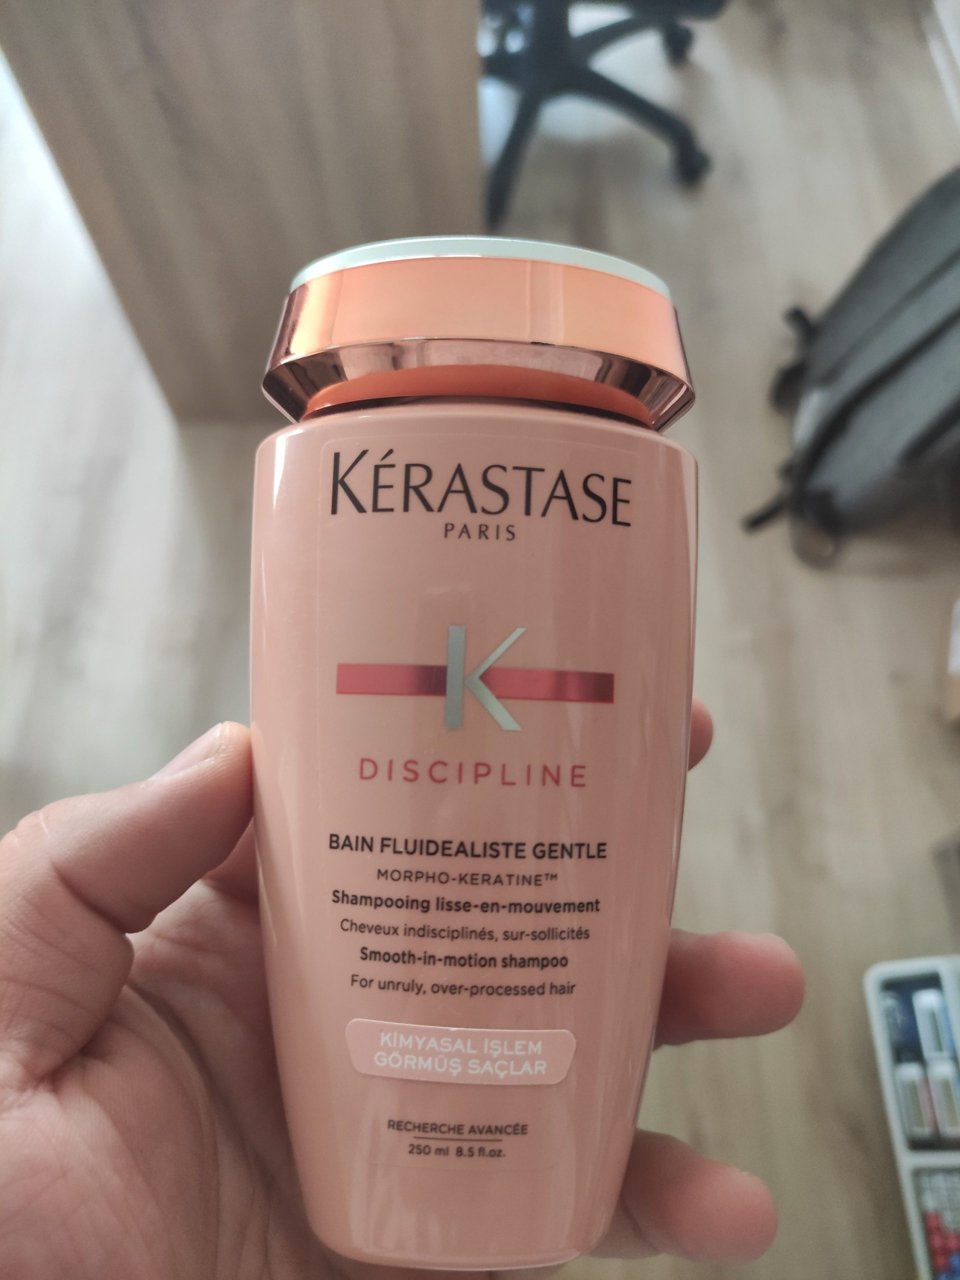 KÉRASTASE
PARIS
K
DISCIPLINE
BAIN FLUIDEALISTE GENTLE
MORPHO-KERATINE™
Shampooing lisse-en-mouvement
Cheveux indisciplinés, sur-sollicités
Smooth-in-motion shampoo
For unruly, over-processed hair
KİMYASAL İŞLEM
GÖRMÜŞ SAÇLAR
RECHERCHE AVANCÉE
250 ml 8.5 fl.oz.